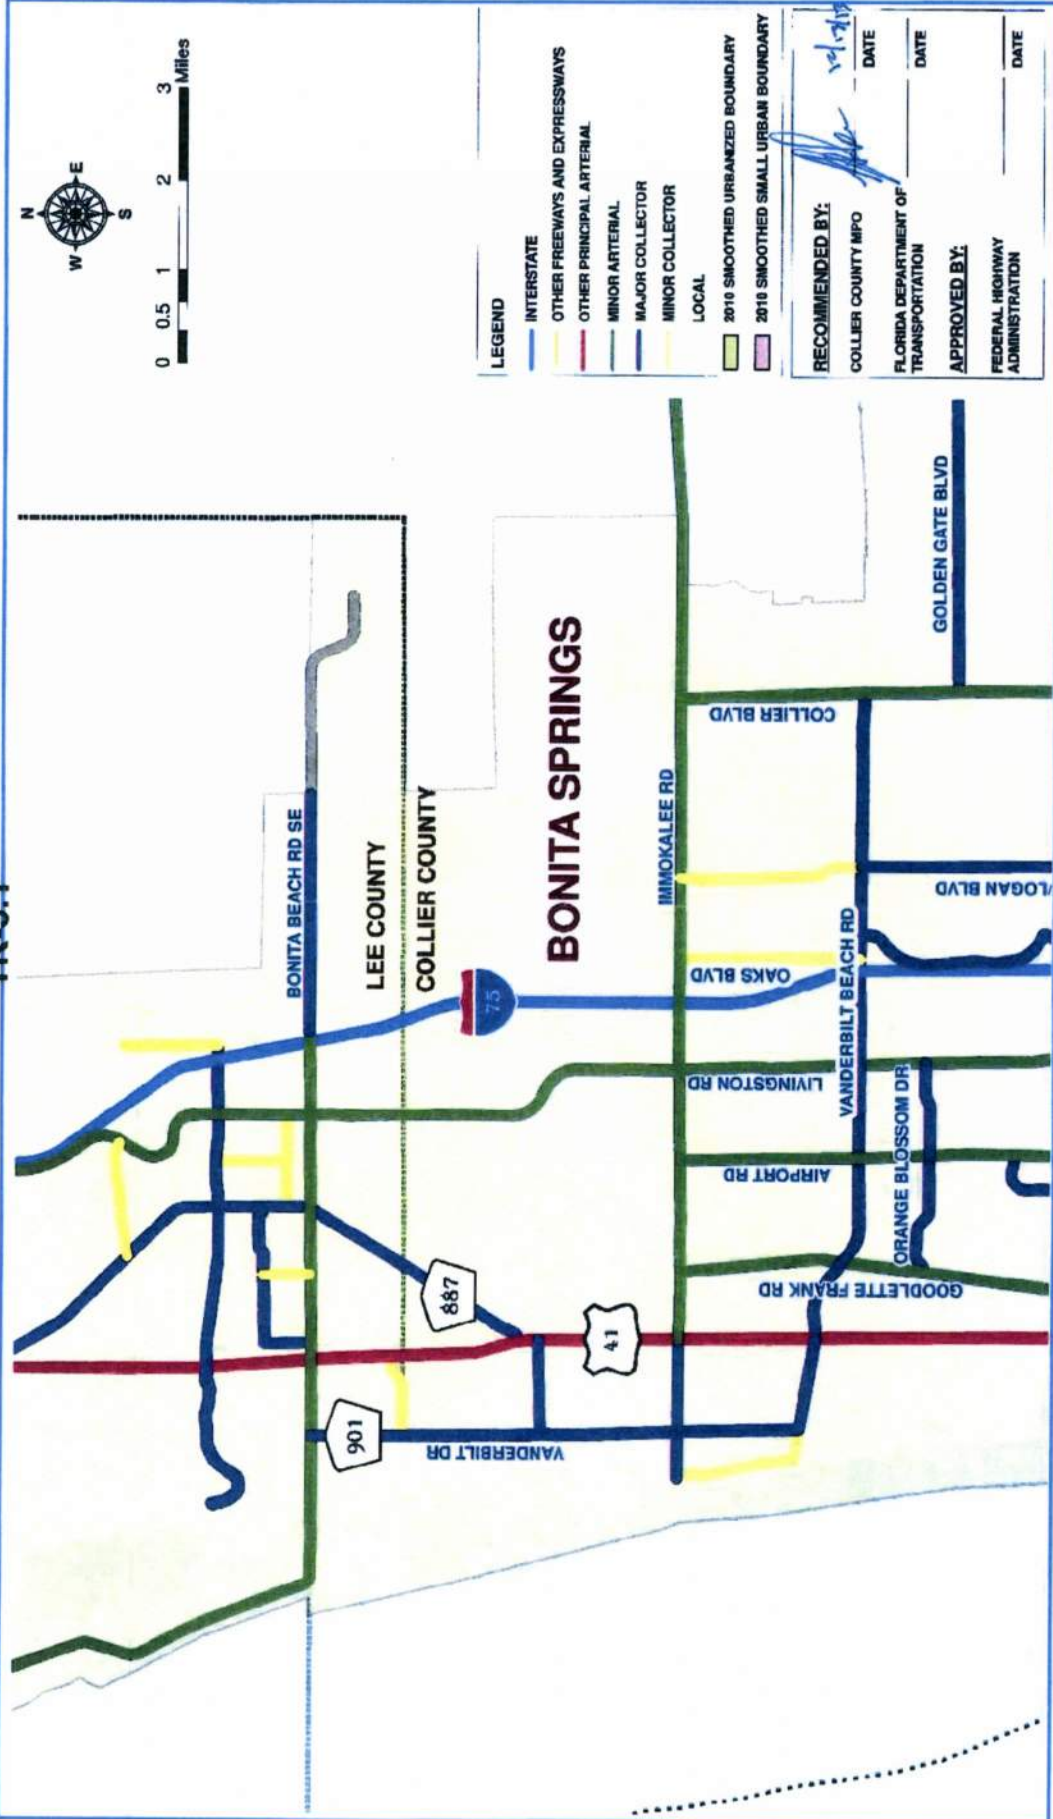 N
W E
S
0 0.5 1 2 3
Miles
LEGEND
INTERSTATE
OTHER FREEWAYS AND EXPRESSWAYS
OTHER PRINCIPAL ARTERIAL
MINOR ARTERIAL
MAJOR COLLECTOR
MINOR COLLECTOR
LOCAL
2010 SMOOTHED URBANIZED BOUNDARY
2010 SMOOTHED SMALL URBAN BOUNDARY
RECOMMENDED BY:
COLLIER COUNTY MPO
DATE
FLORIDA DEPARTMENT OF
TRANSPORTATION
DATE
APPROVED BY:
FEDERAL HIGHWAY
ADMINISTRATION
DATE
BONITA BEACH RD SE
LEE COUNTY
COLLIER COUNTY
75
BONITA SPRINGS
887
901
41
VANDERBILT DR
IMMOKALEE RD
COLLIER BLVD
OAKS BLVD
LIVINGSTON RD
AIRPORT RD
GOODLETTE FRANK RD
VANDERBILT BEACH RD
ORANGE BLOSSOM DR
LOGAN BLVD
GOLDEN GATE BLVD